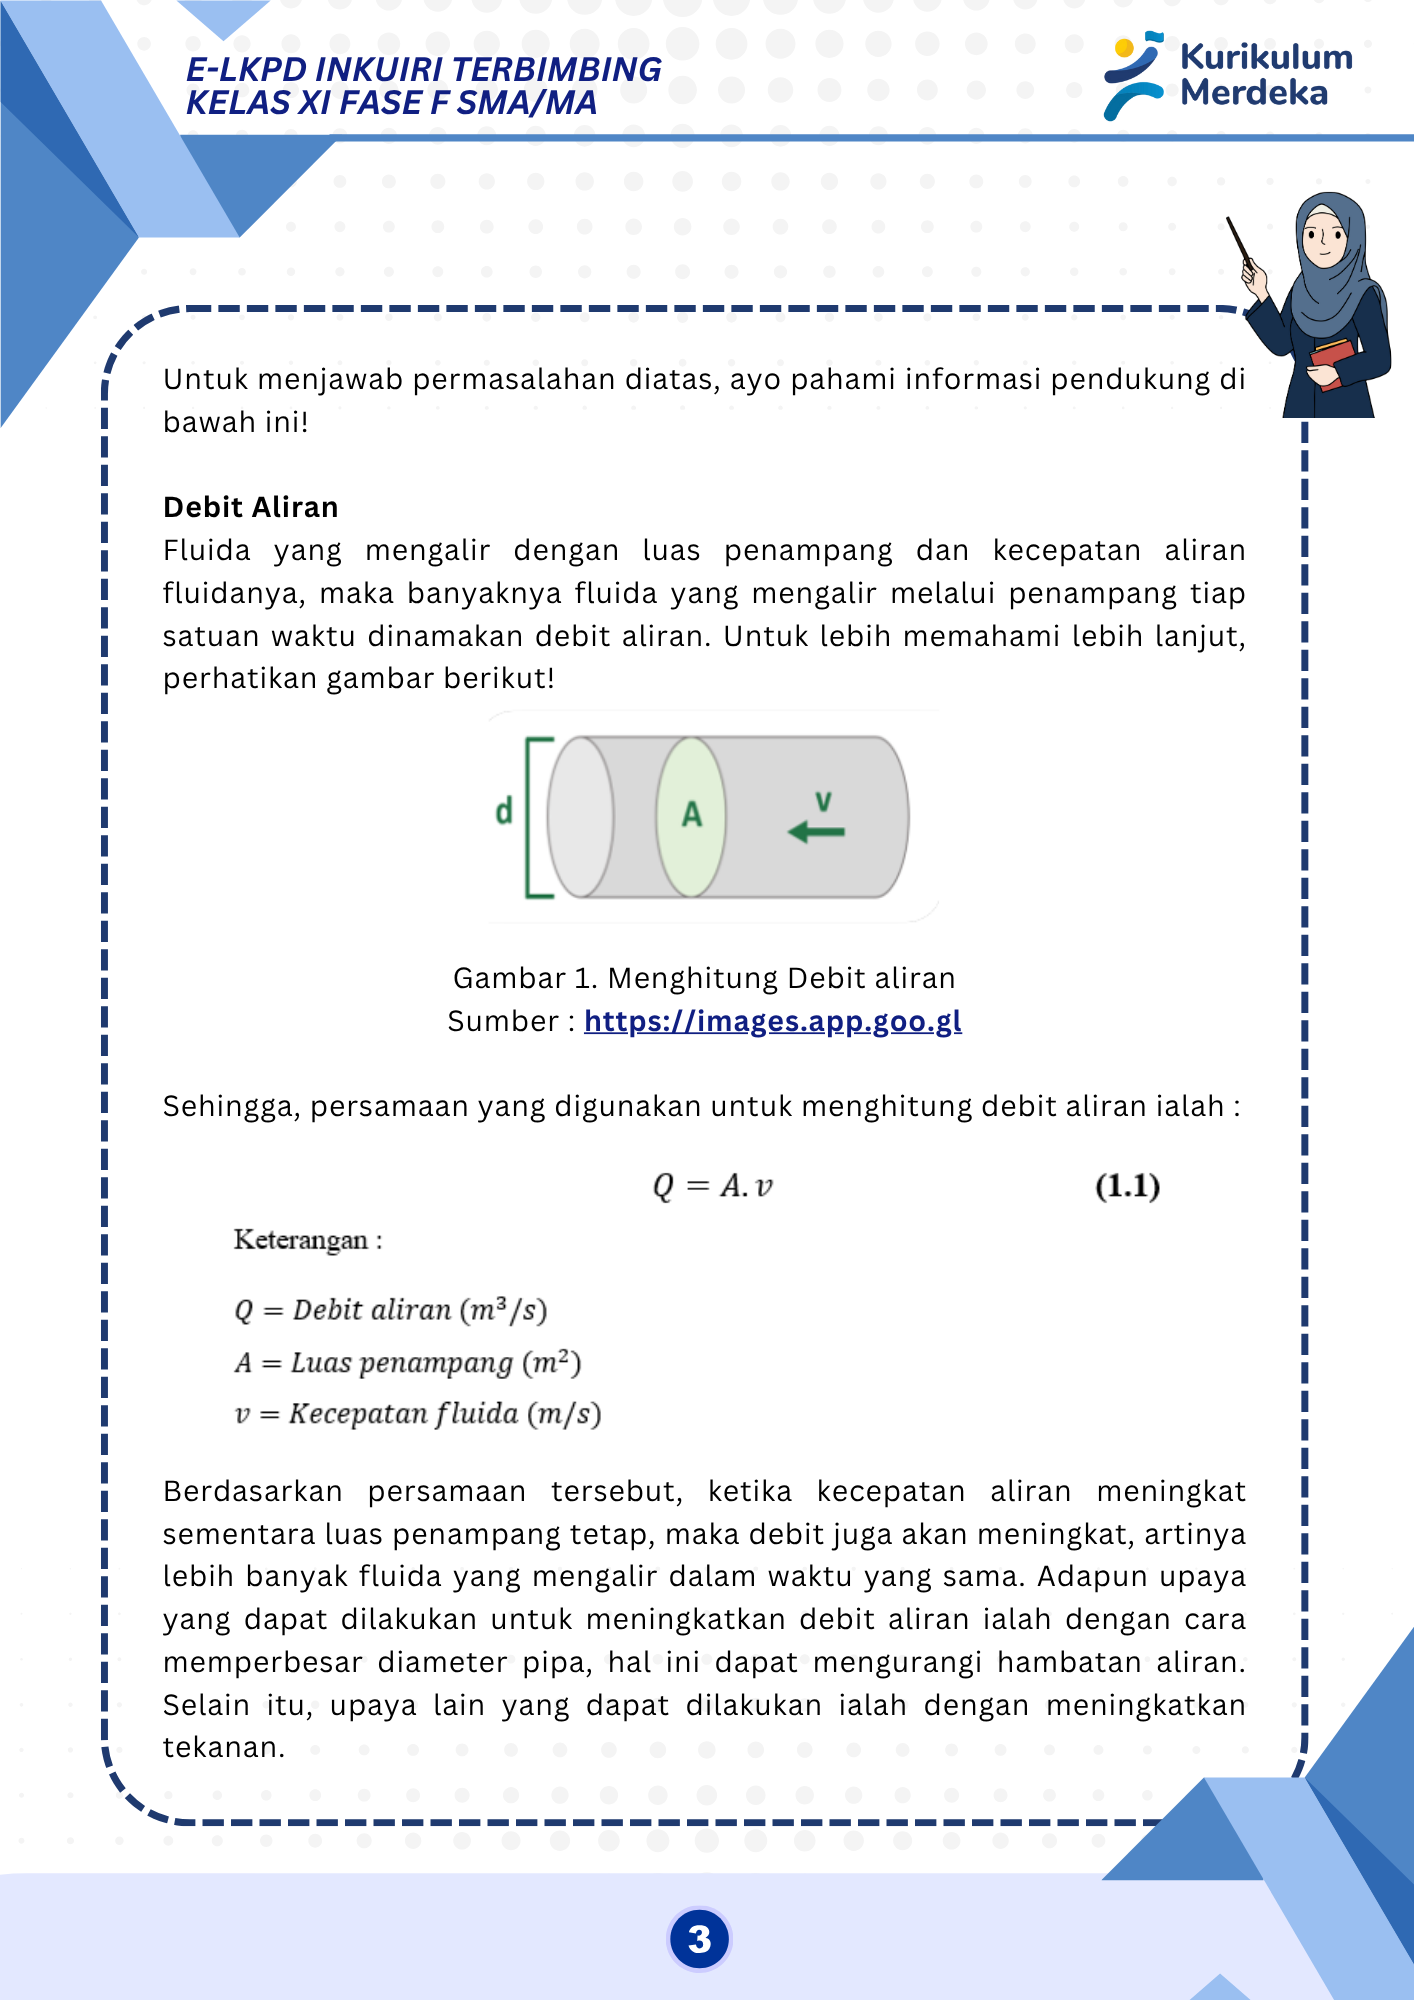 E-LKPD INKUIRI TERBIMBING
KELAS XI FASE F SMA/MA
Kurikulum
Merdeka
Untuk menjawab permasalahan diatas, ayo pahami informasi pendukung di
bawah ini!
Debit Aliran
Fluida yang mengalir dengan luas penampang dan kecepatan aliran
fluidanya, maka banyaknya fluida yang mengalir melalui penampang tiap
satuan waktu dinamakan debit aliran. Untuk lebih memahami lebih lanjut,
perhatikan gambar berikut!
d
A
v
Gambar 1. Menghitung Debit aliran
Sumber : https://images.app.goo.gl
Sehingga, persamaan yang digunakan untuk menghitung debit aliran ialah :
Q = A. v (1.1)
Keterangan :
Q = Debit aliran (m³/s)
A = Luas penampang (m²)
v = Kecepatan fluida (m/s)
Berdasarkan persamaan tersebut, ketika kecepatan aliran meningkat
sementara luas penampang tetap, maka debit juga akan meningkat, artinya
lebih banyak fluida yang mengalir dalam waktu yang sama. Adapun upaya
yang dapat dilakukan untuk meningkatkan debit aliran ialah dengan cara
memperbesar diameter pipa, hal ini dapat mengurangi hambatan aliran.
Selain itu, upaya lain yang dapat dilakukan ialah dengan meningkatkan
tekanan.
3